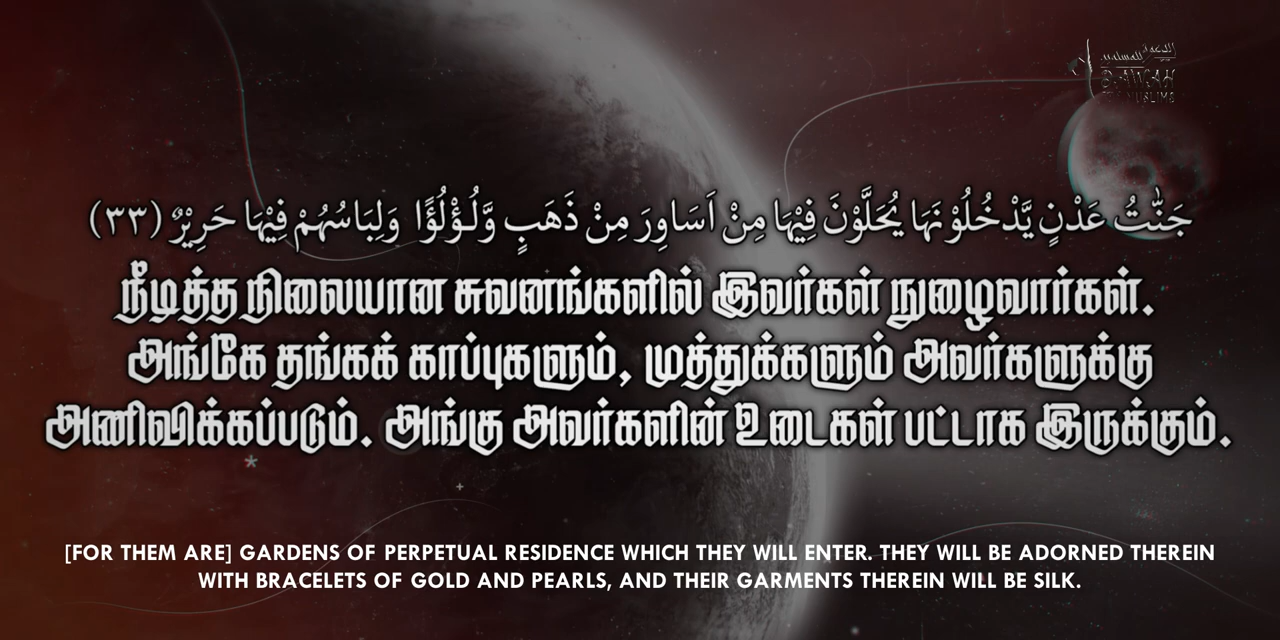 جَنّٰتُ عَدْنٍ يَّدْخُلُوْنَهَا يُحَلَّوْنَ فِيْهَا مِنْ اَسَاوِرَ مِنْ ذَهَبٍ وَّلُـؤْلُؤًا ۚ وَلِبَاسُهُمْ فِيْهَا حَرِيْرٌ (٣٣)
நீடித்த நிலையான சுவனங்களில் இவர்கள் நுழைவார்கள்.
அங்கே தங்கக் காப்புகளும், முத்துக்களும் அவர்களுக்கு
அணிவிக்கப்படும். அங்கு அவர்களின் உடைகள் பட்டாக இருக்கும்.
[FOR THEM ARE] GARDENS OF PERPETUAL RESIDENCE WHICH THEY WILL ENTER. THEY WILL BE ADORNED THEREIN
WITH BRACELETS OF GOLD AND PEARLS, AND THEIR GARMENTS THEREIN WILL BE SILK.